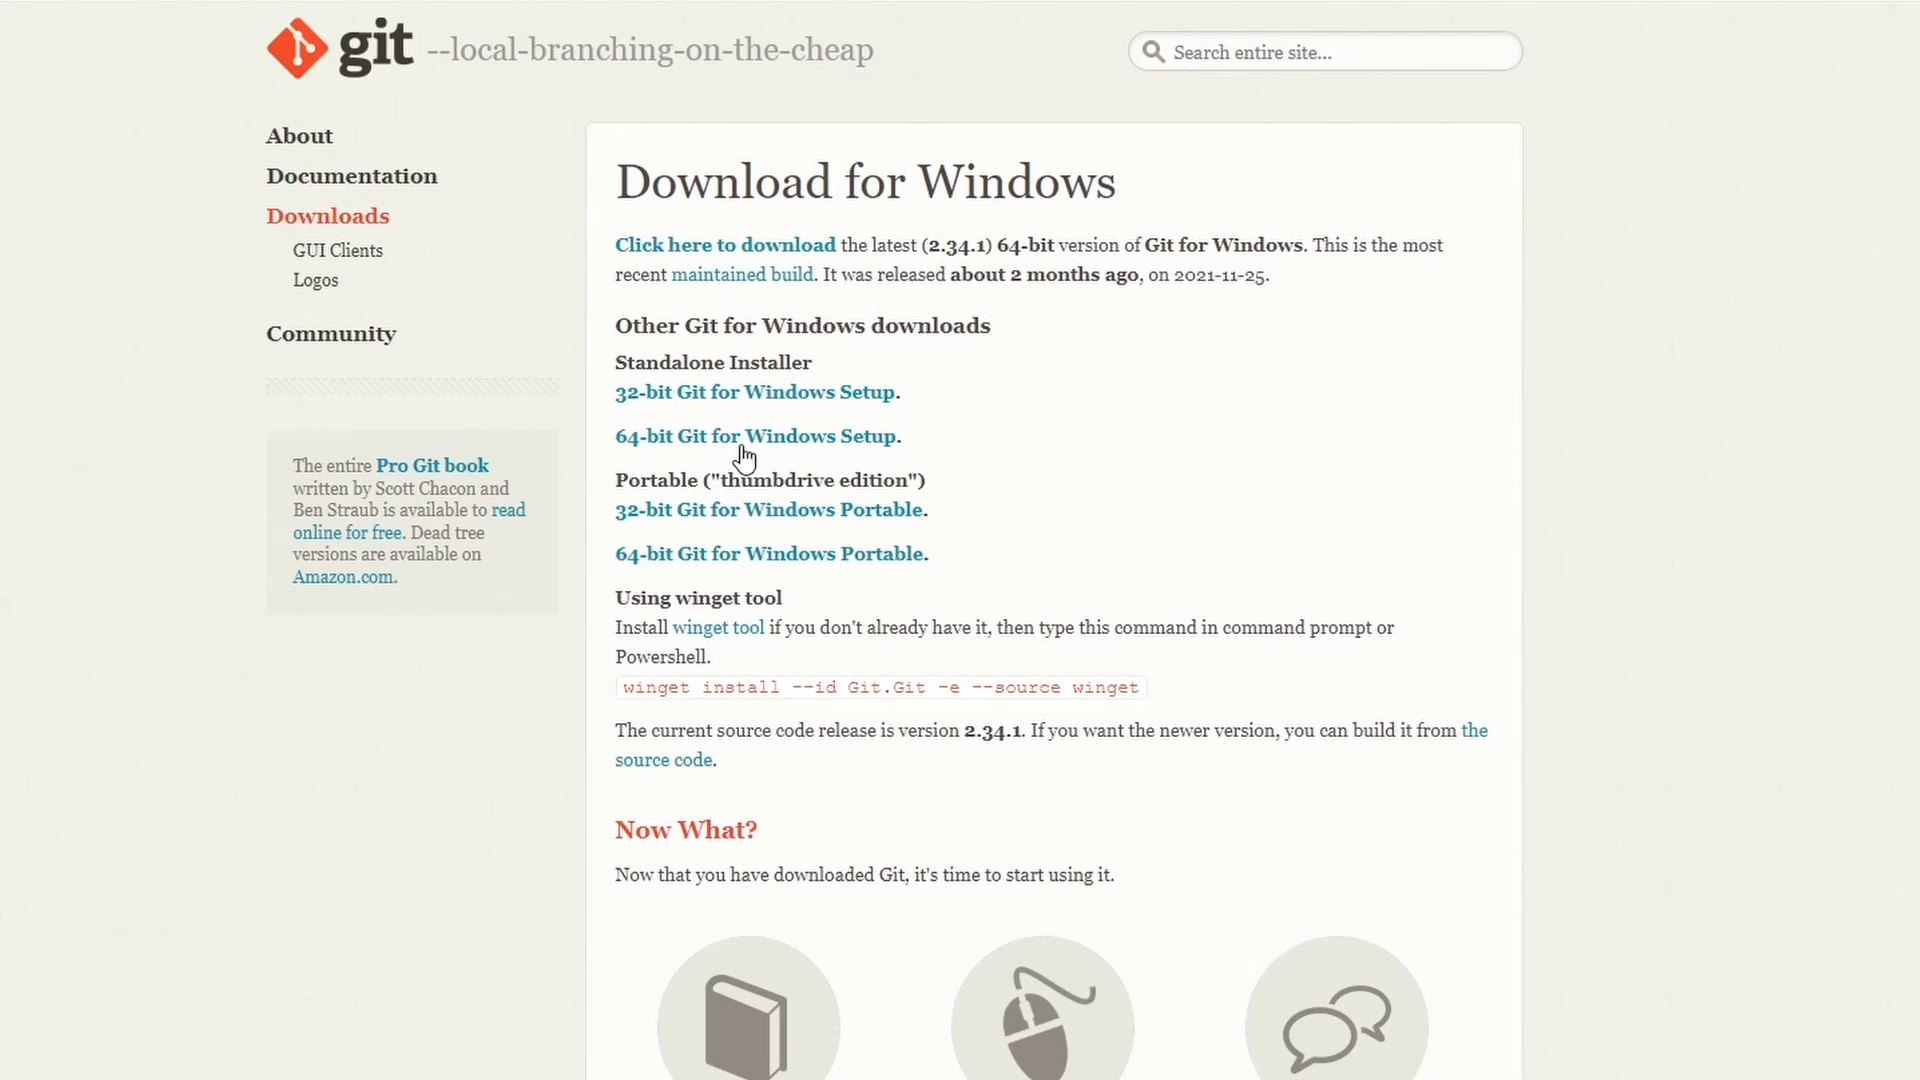 git --local-branching-on-the-cheap
Search entire site...
About
Documentation
Downloads
GUI Clients
Logos
Community
The entire Pro Git book
written by Scott Chacon and
Ben Straub is available to read
online for free. Dead tree
versions are available on
Amazon.com.
Download for Windows
Click here to download the latest (2.34.1) 64-bit version of Git for Windows. This is the most
recent maintained build. It was released about 2 months ago, on 2021-11-25.
Other Git for Windows downloads
Standalone Installer
32-bit Git for Windows Setup.
64-bit Git for Windows Setup.
Portable ("thumbdrive edition")
32-bit Git for Windows Portable.
64-bit Git for Windows Portable.
Using winget tool
Install winget tool if you don't already have it, then type this command in command prompt or
Powershell.
winget install --id Git.Git -e --source winget
The current source code release is version 2.34.1. If you want the newer version, you can build it from the
source code.
Now What?
Now that you have downloaded Git, it's time to start using it.